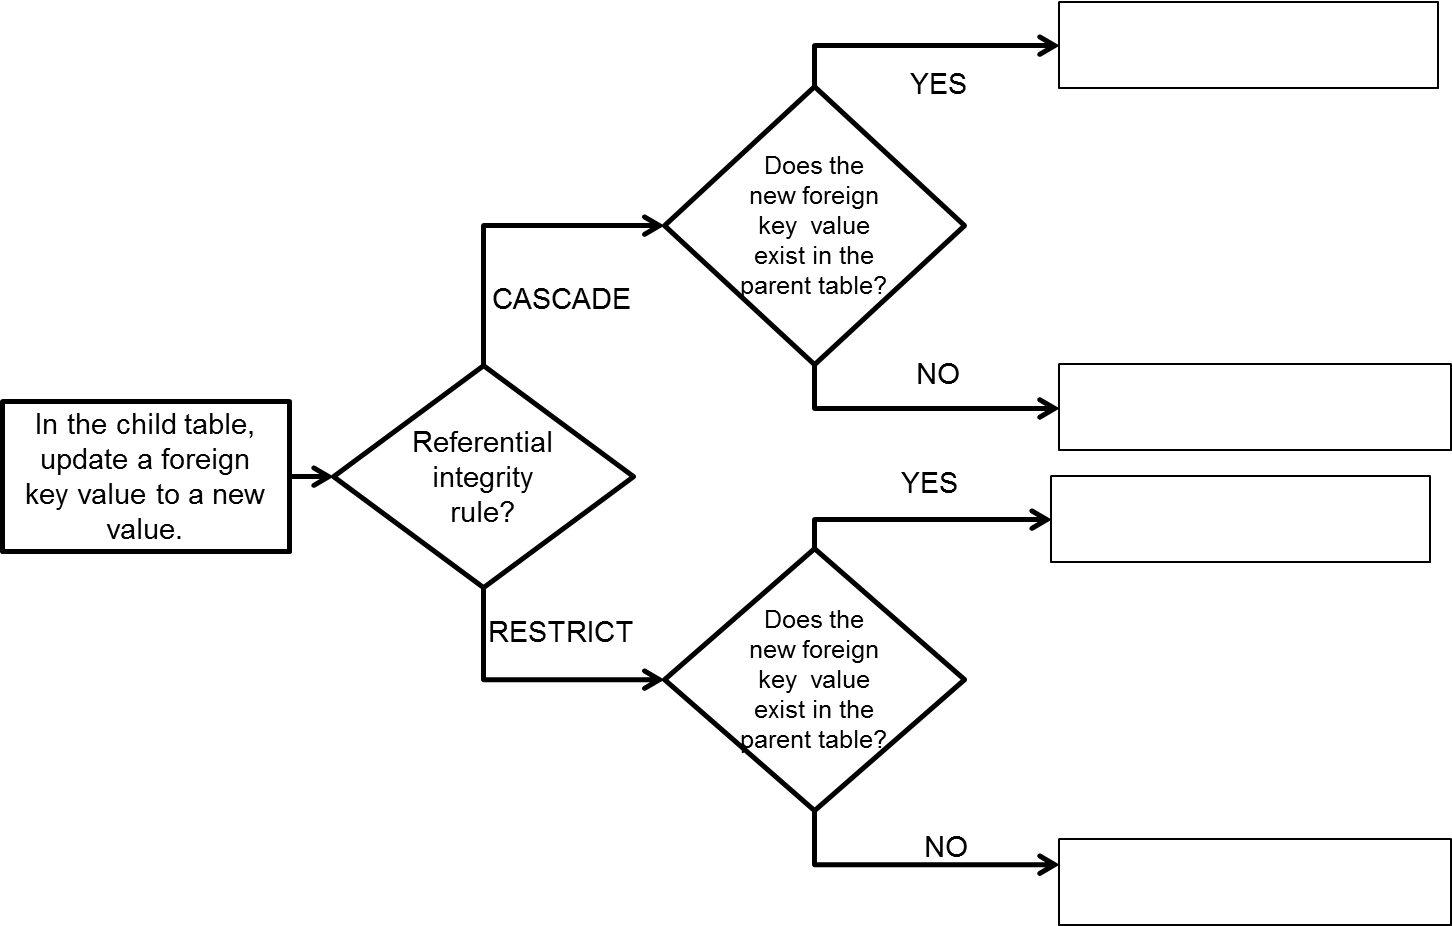 In the child table,
update a foreign
key value to a new
value.
Referential
integrity
rule?
CASCADE
RESTRICT
Does the
new foreign
key  value
exist in the
parent table?
YES
NO
Does the
new foreign
key  value
exist in the
parent table?
YES
NO